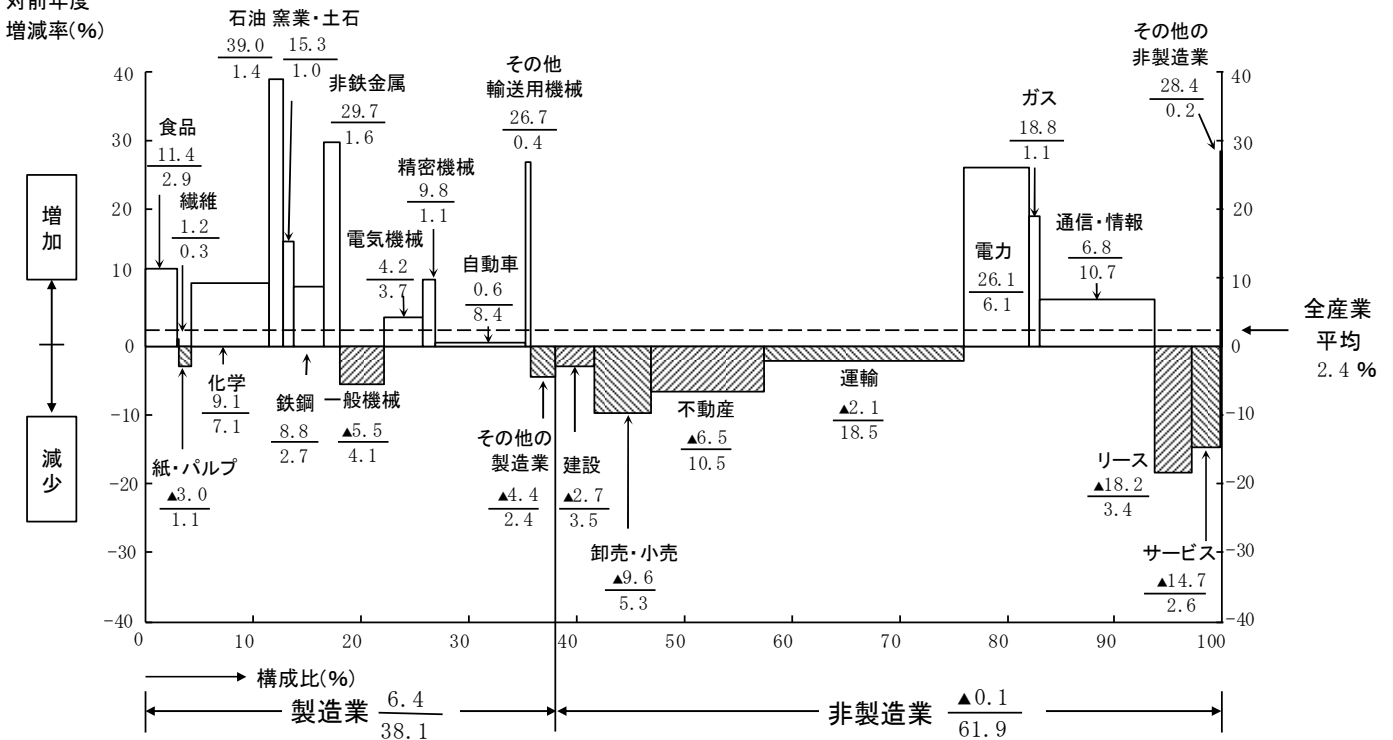 対前年度
増減率(%)
石油 窯業・土石
39.0
1.4
15.3
1.0
非鉄金属
29.7
1.6
その他
輸送用機械
26.7
0.4
その他の
非製造業
28.4
0.2
食品
11.4
2.9
繊維
1.2
0.3
精密機械
9.8
1.1
電気機械
4.2
3.7
自動車
0.6
8.4
ガス
18.8
1.1
通信・情報
6.8
10.7
電力
26.1
6.1
増加
減少
40
30
20
10
0
-10
-20
-30
-40
40
30
20
10
0
-10
-20
-30
-40
全産業
平均
2.4 %
化学
9.1
7.1
鉄鋼
8.8
2.7
一般機械
▲5.5
4.1
紙・パルプ
▲3.0
1.1
その他の
製造業
▲4.4
2.4
建設
▲2.7
3.5
卸売・小売
▲9.6
5.3
不動産
▲6.5
10.5
運輸
▲2.1
18.5
リース
▲18.2
3.4
サービス
▲14.7
2.6
0 10 20 30 40 50 60 70 80 90 100
構成比(%)
製造業 6.4
38.1
非製造業 ▲0.1
61.9